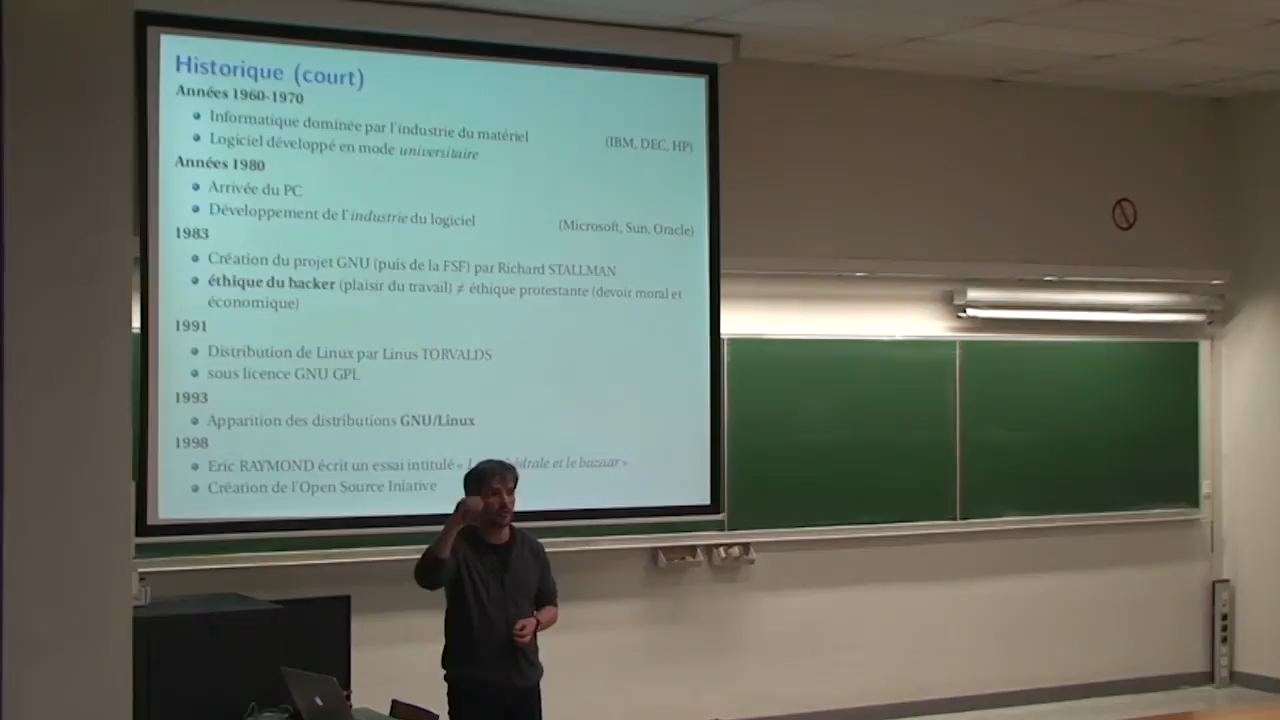 Historique (court)
Années 1960-1970
Informatique dominée par l'industrie du matériel (IBM, DEC, HP)
Logiciel développé en mode universitaire
Années 1980
Arrivée du PC
Développement de l'industrie du logiciel (Microsoft, Sun, Oracle)
1983
Création du projet GNU (puis de la FSF) par Richard STALLMAN
éthique du hacker (plaisir du travail) ≠ éthique protestante (devoir moral et
économique)
1991
Distribution de Linux par Linus TORVALDS
sous licence GNU GPL
1993
Apparition des distributions GNU/Linux
1998
Eric RAYMOND écrit un essai intitulé « et le bazaar »
Création de l'Open Source Iniative